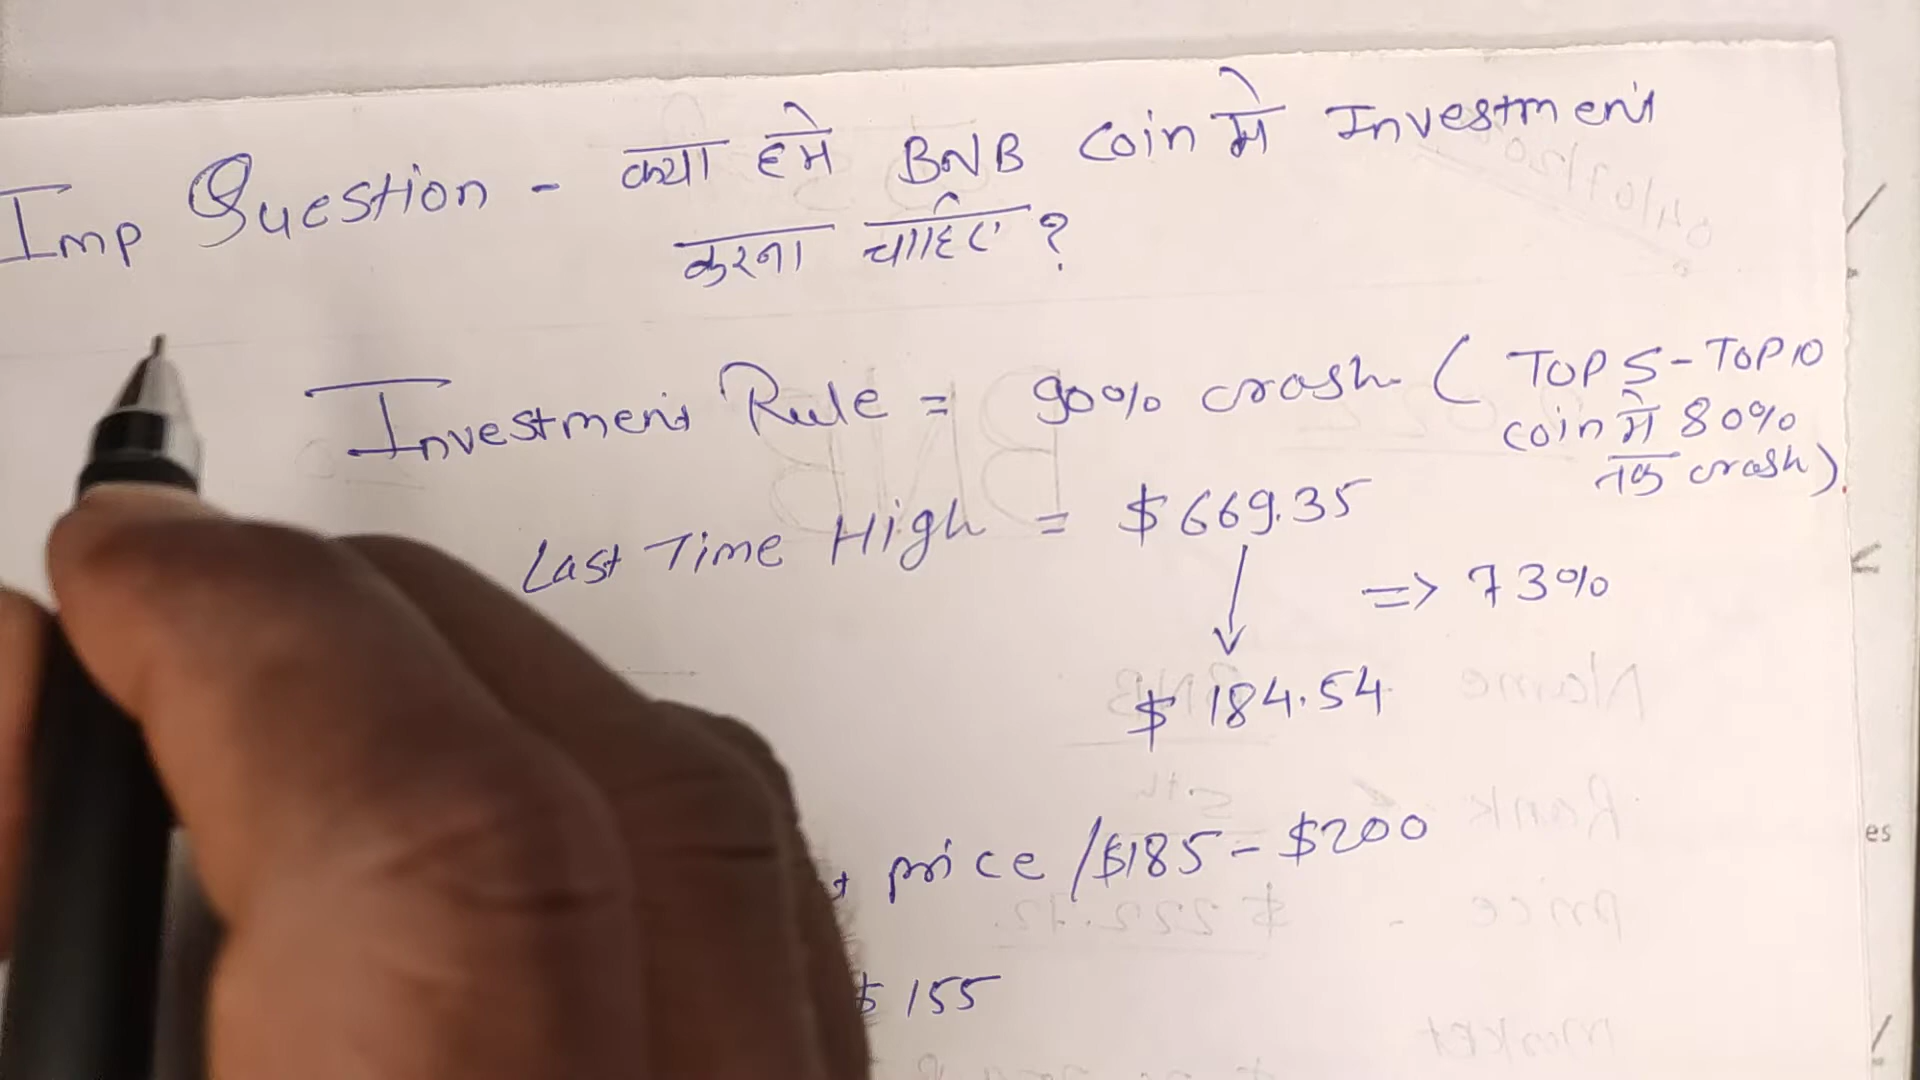 Imp Question - क्या हमे BNB Coin मे Investment
करना चाहिए ?
Investment Rule = 90% crash ( TOP 5 - TOP 10
coin मे 80%
तक crash)
Last Time High = $ 669.35
=> 73%
$ 184.54
price / $185 - $200
$ 155
es